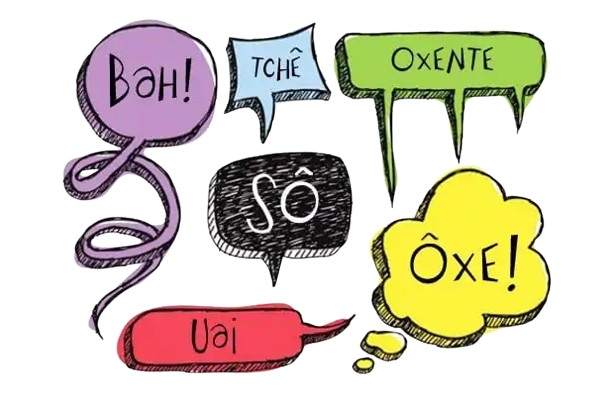 Bah!
TCHÊ
OXENTE
SÔ
ÔXE!
Uai